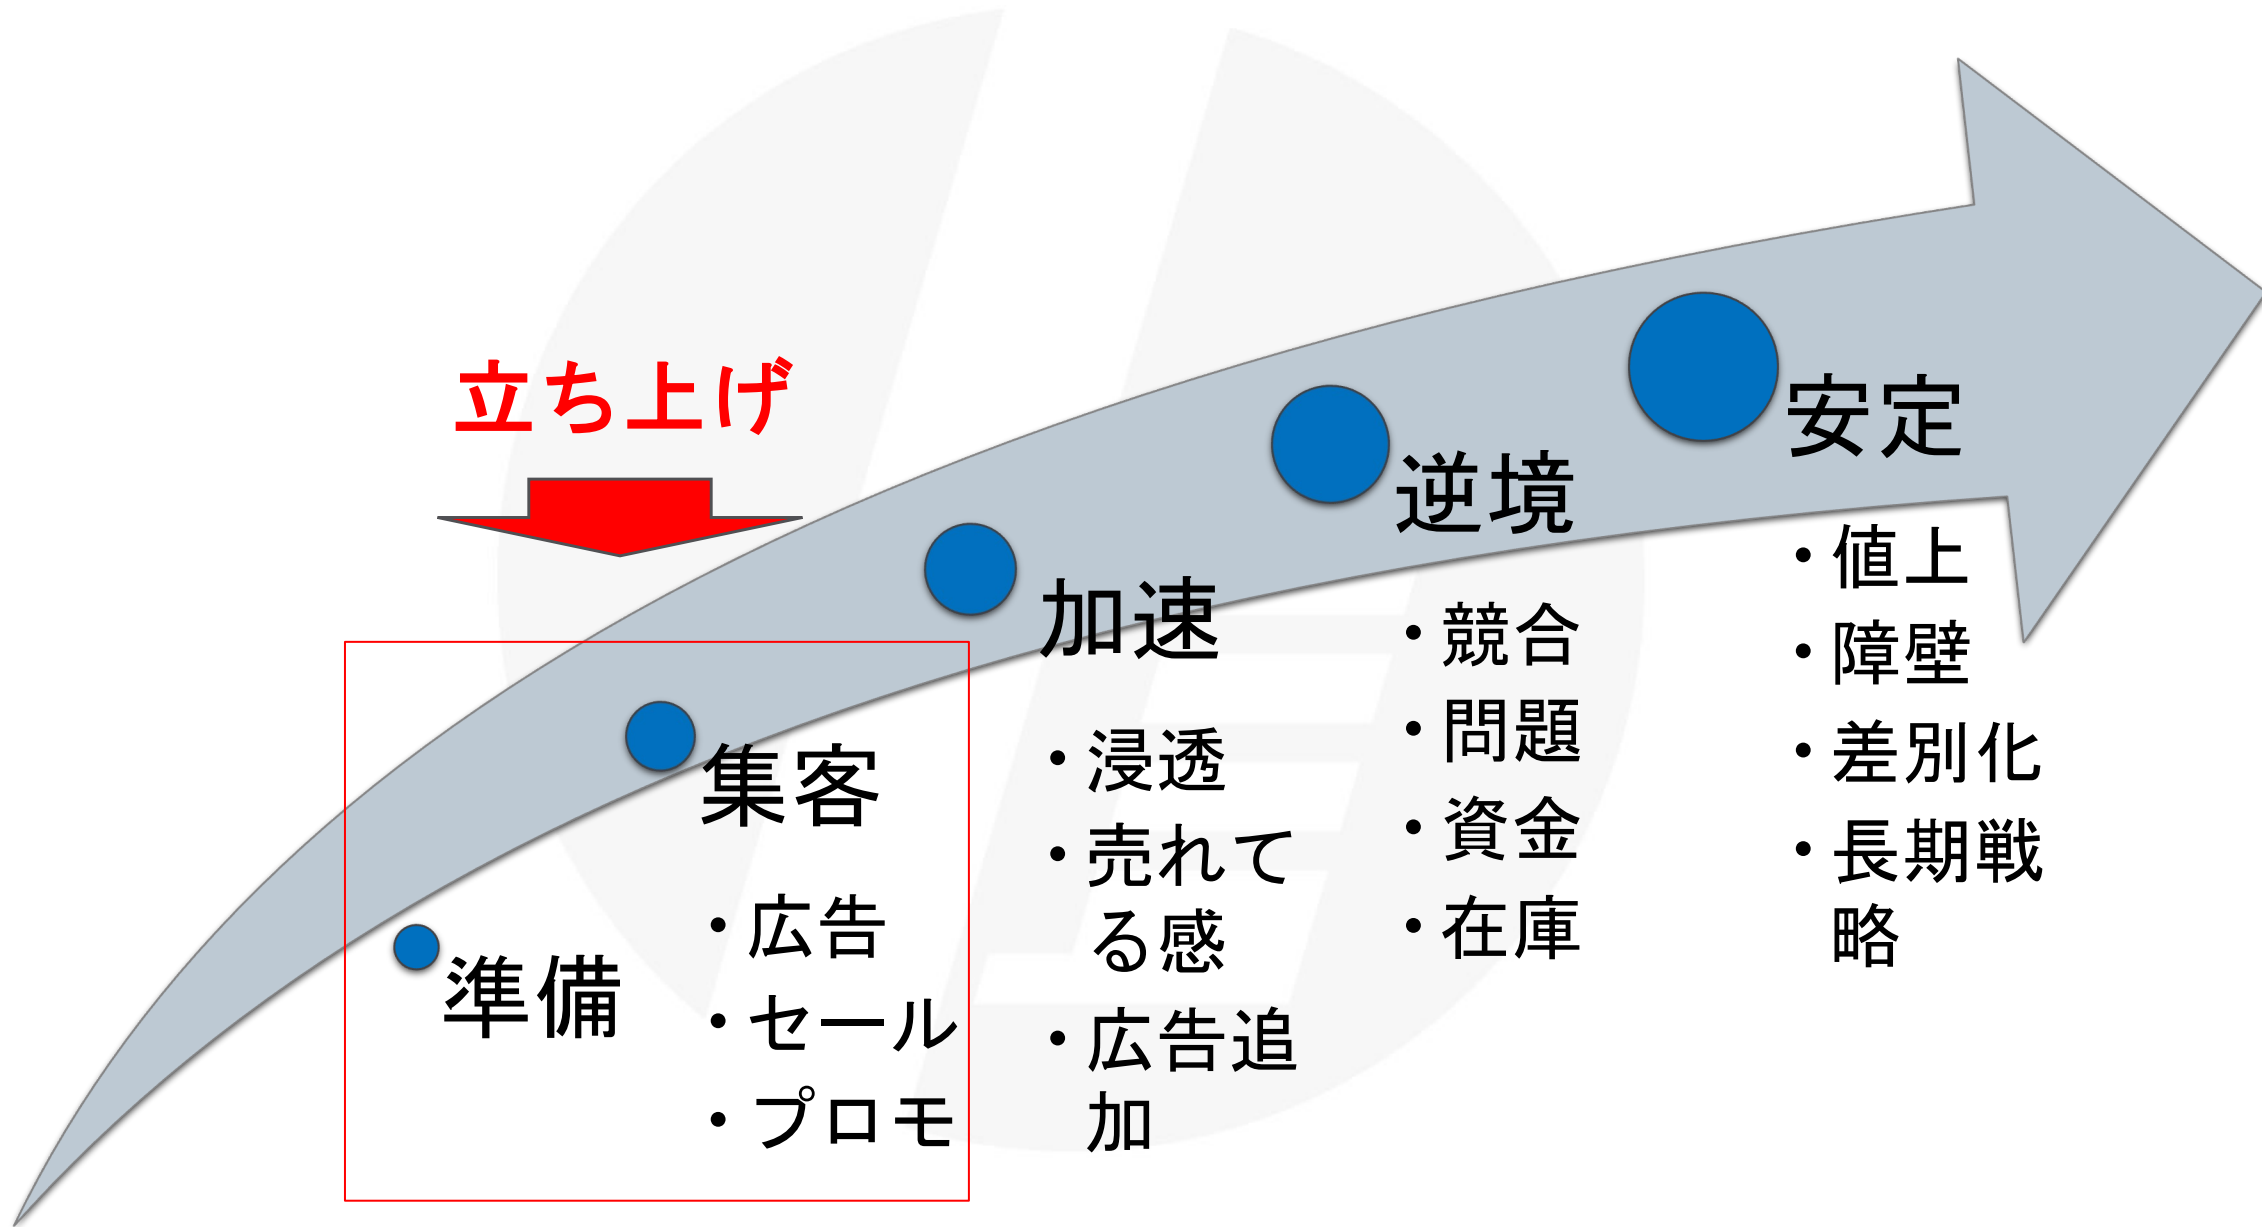 立ち上げ
準備
集客
・広告
・セール
・プロモ
加速
・浸透
・売れて
る感
・広告追
加
逆境
・競合
・問題
・資金
・在庫
安定
・値上
・障壁
・差別化
・長期戦
略